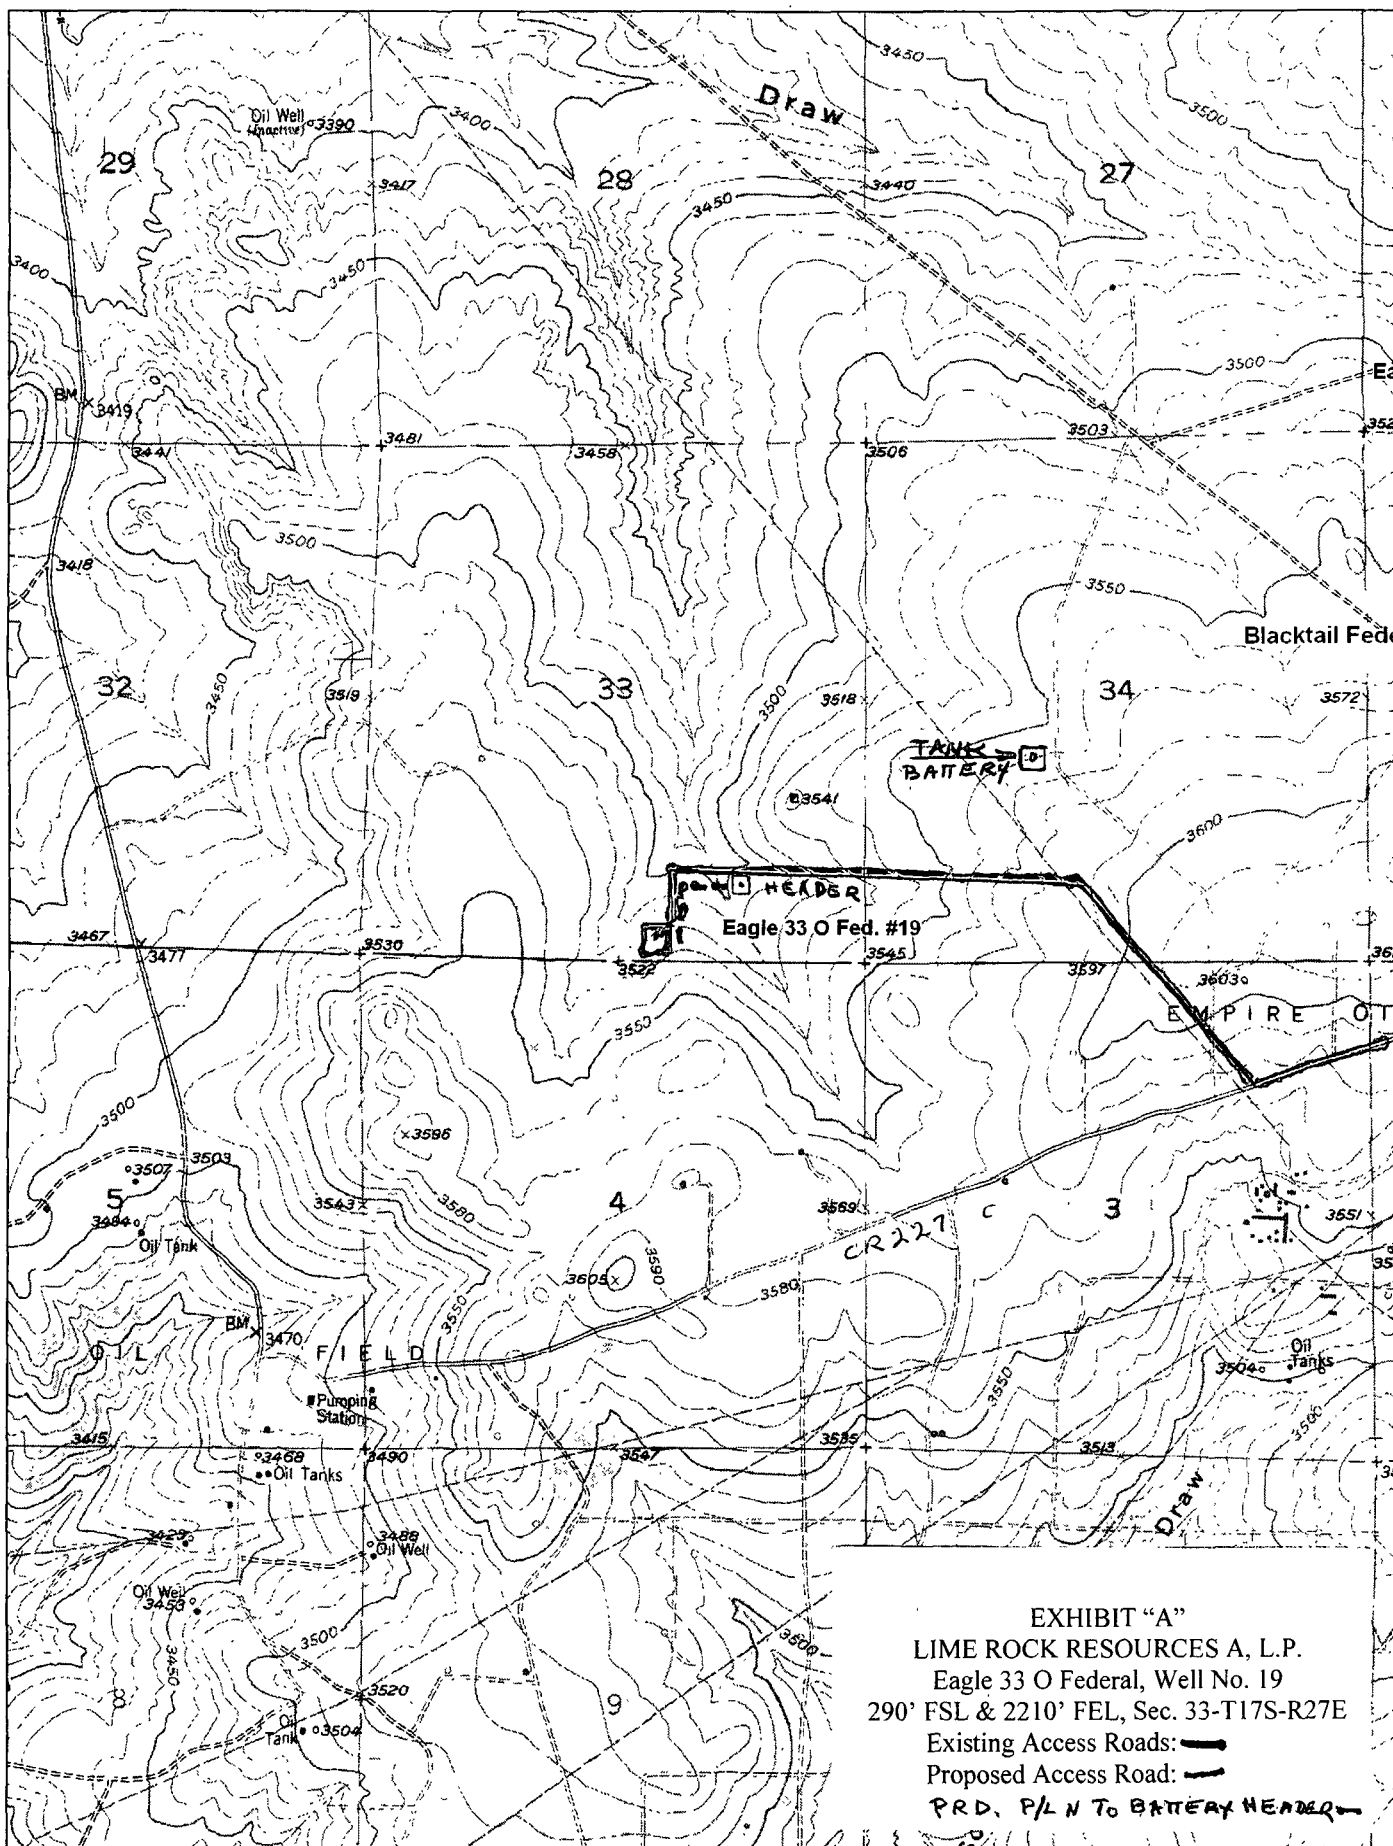 Draw
3450
3500
Oil Well
(Inactive)
3390
3400
29
28
27
3417
3440
3450
3400
3450
3500
BM
3419
3441
3481
3458
3506
3503
3500
3418
3550
Blacktail
32
3450
3519
33
3500
3518
34
3572
TANK
BATTERY
3541
3600
HEADER
Eagle 33 O Fed. #19
3467
3477
3530
3522
3545
3597
3603
EMPIRE
3550
3500
3596
3507
3503
5
3484
Oil Tank
3543
3580
4
3569
C
3
3551
CR 227
3605
3590
3580
BM
3470
3550
OIL FIELD
Oil
Tanks
3504
3550
Pumping
Station
3500
3415
3468
3490
3547
3535
3513
Oil Tanks
Draw
3429
3488
Oil Well
Oil Well
3453
3500
3500
3450
3520
8
9
Oil
Tank
3504
EXHIBIT “A”
LIME ROCK RESOURCES A, L.P.
Eagle 33 O Federal, Well No. 19
290’ FSL & 2210’ FEL, Sec. 33-T17S-R27E
Existing Access Roads:
Proposed Access Road:
PRD. P/L N TO BATTERY HEADER